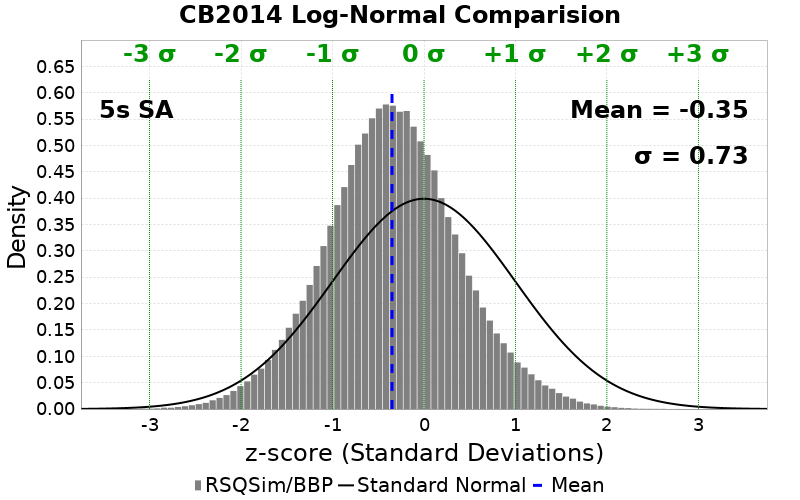 CB2014 Log-Normal Comparision
-3 σ -2 σ -1 σ 0 σ +1 σ +2 σ +3 σ
5s SA
Mean = -0.35
σ = 0.73
Density
0.65
0.60
0.55
0.50
0.45
0.40
0.35
0.30
0.25
0.20
0.15
0.10
0.05
0.00
-3 -2 -1 0 1 2 3
z-score (Standard Deviations)
RSQSim/BBP Standard Normal Mean